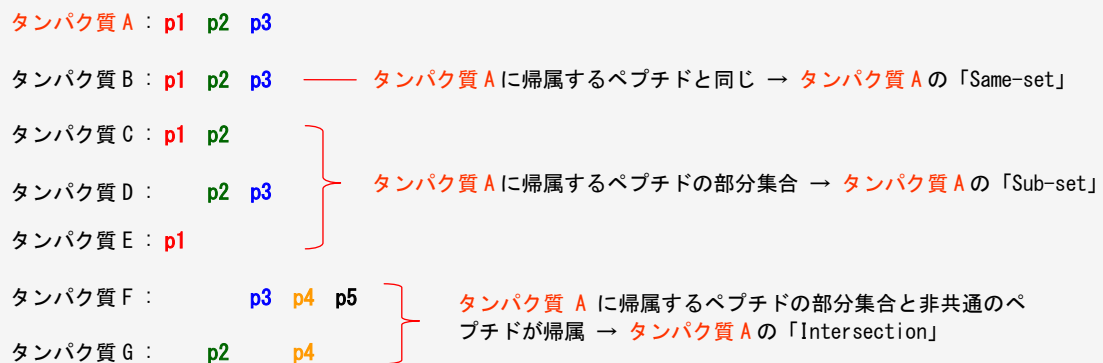 タンパク質A : p1 p2 p3
タンパク質B : p1 p2 p3 タンパク質Aに帰属するペプチドと同じ → タンパク質Aの「Same-set」
タンパク質C : p1 p2
タンパク質D : p2 p3
タンパク質Aに帰属するペプチドの部分集合 → タンパク質Aの「Sub-set」
タンパク質E : p1
タンパク質F : p3 p4 p5
タンパク質 A に帰属するペプチドの部分集合と非共通のペ
プチドが帰属 → タンパク質Aの「Intersection」
タンパク質G : p2 p4